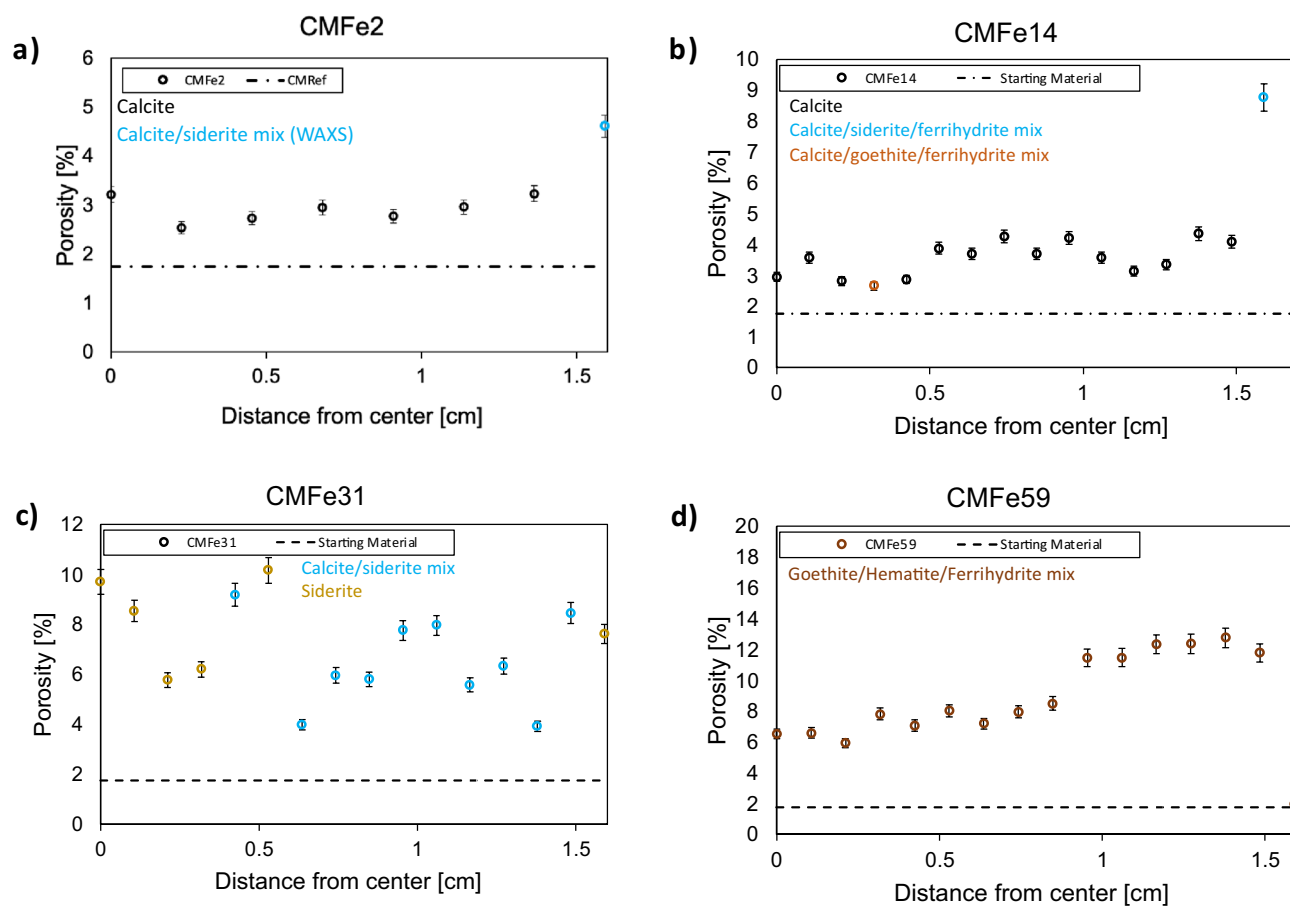 a)
CMFe2
6
5
4
3
2
1
0
Porosity [%]
CMFe2 CMRef
Calcite
Calcite/siderite mix (WAXS)
0 0.5 1 1.5
Distance from center [cm]
b)
CMFe14
10
9
8
7
6
5
4
3
2
1
0
Porosity [%]
CMFe14 Starting Material
Calcite
Calcite/siderite/ferrihydrite mix
Calcite/goethite/ferrihydrite mix
0 0.5 1 1.5
Distance from center [cm]
c)
CMFe31
12
10
8
6
4
2
0
Porosity [%]
CMFe31 Starting Material
Calcite/siderite mix
Siderite
0 0.5 1 1.5
Distance from center [cm]
d)
CMFe59
20
18
16
14
12
10
8
6
4
2
0
Porosity [%]
CMFe59 Starting Material
Goethite/Hematite/Ferrihydrite mix
0 0.5 1 1.5
Distance from center [cm]